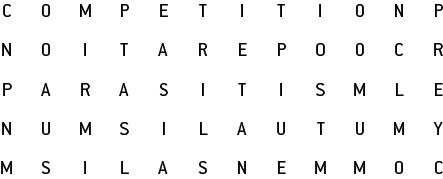 C O M P E T I T I O N P
N O I T A R E P O O C R
P A R A S I T I S M L E
N U M S I L A U T U M Y
M S I L A S N E M M O C